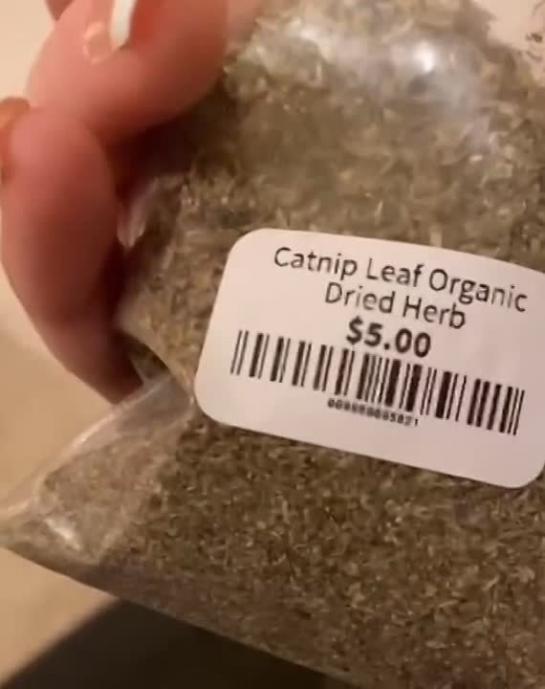 Catnip Leaf Organic
Dried Herb
$5.00